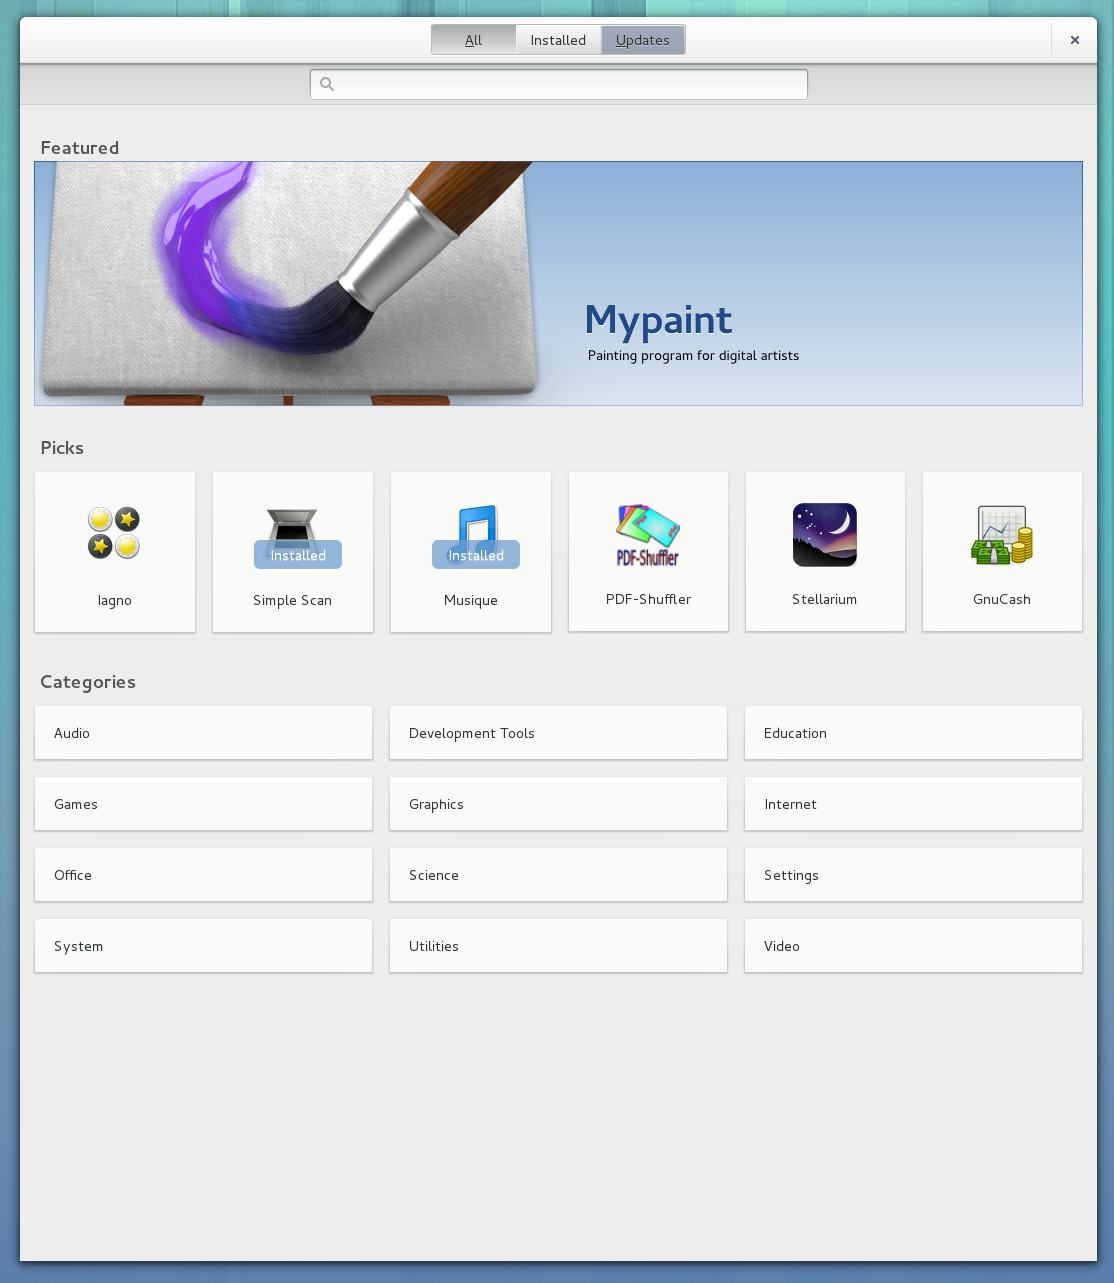 All Installed Updates
Featured
Mypaint
Painting program for digital artists
Picks
Installed Installed PDF-Shuffler
Iagno Simple Scan Musique PDF-Shuffler Stellarium GnuCash
Categories
Audio Development Tools Education
Games Graphics Internet
Office Science Settings
System Utilities Video